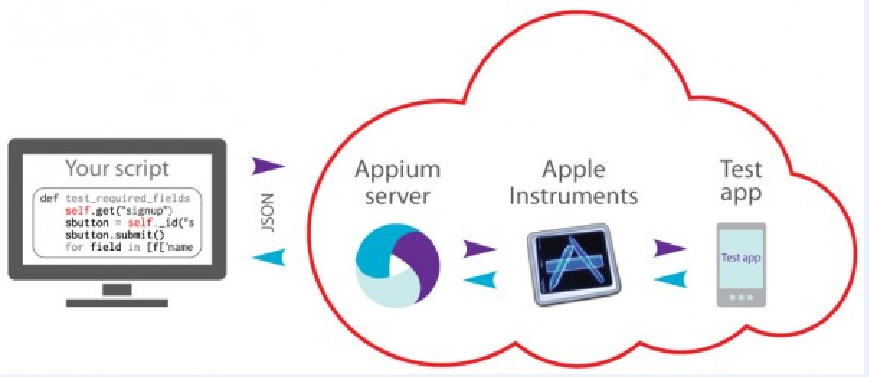 Your script
def test_required_fields
self.get("signup")
sbutton = self._id("s
sbutton.submit()
for field in [f['name
JSON
Appium
server
Apple
Instruments
Test
app
Test app